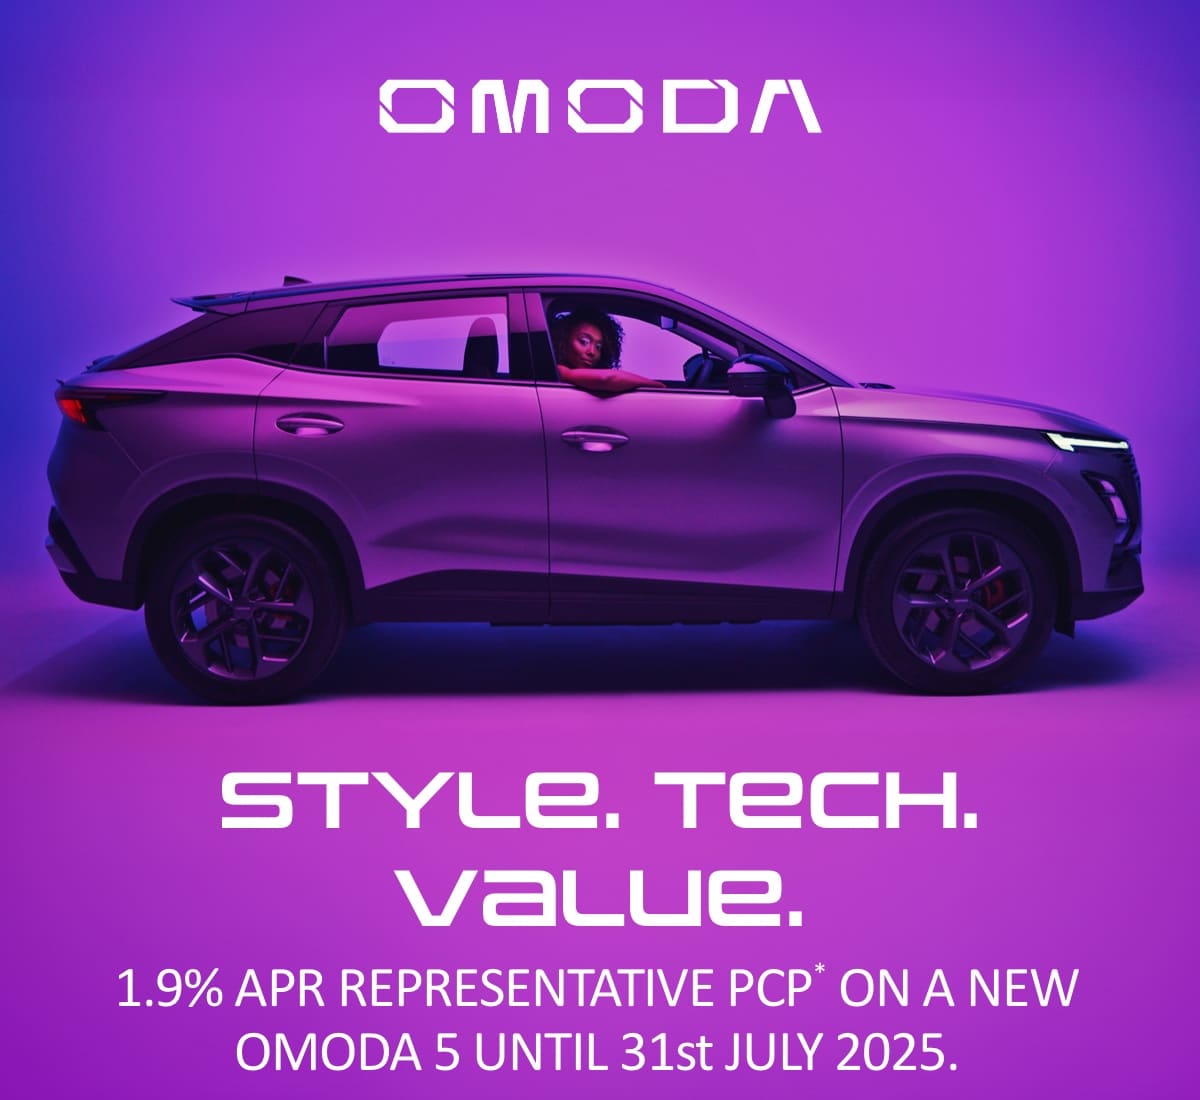 OMODA
STYLe. TeCH.
VaLUe.
1.9% APR REPRESENTATIVE PCP* ON A NEW
OMODA 5 UNTIL 31st JULY 2025.